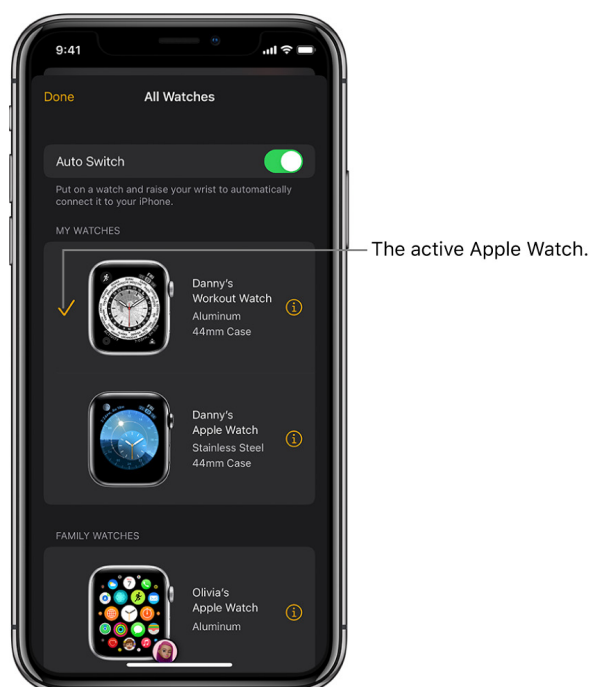 9:41
Done
All Watches
Auto Switch
Put on a watch and raise your wrist to automatically
connect it to your iPhone.
MY WATCHES
The active Apple Watch.
Danny's
Workout Watch
Aluminum
44mm Case
Danny's
Apple Watch
Stainless Steel
44mm Case
FAMILY WATCHES
Olivia's
Apple Watch
Aluminum